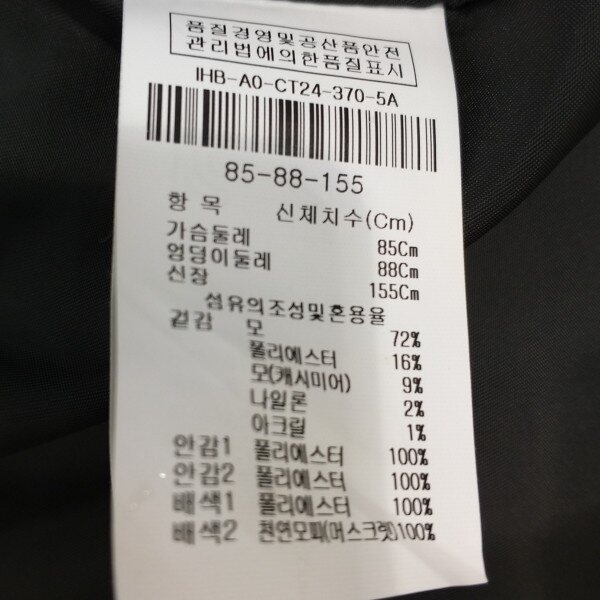 품질경영및공산품안전
관리법에의한품질표시
IHB-A0-CT24-370-5A
85-88-155
항 목 신체치수(Cm)
가슴둘레 85Cm
엉덩이둘레 88Cm
신장 155Cm
섬유의조성및혼용율
겉감 모 72%
폴리에스터 16%
모(캐시미어) 9%
나일론 2%
아크릴 1%
안감1 폴리에스터 100%
안감2 폴리에스터 100%
배색1 폴리에스터 100%
배색2 천연모피(머스크렛)100%